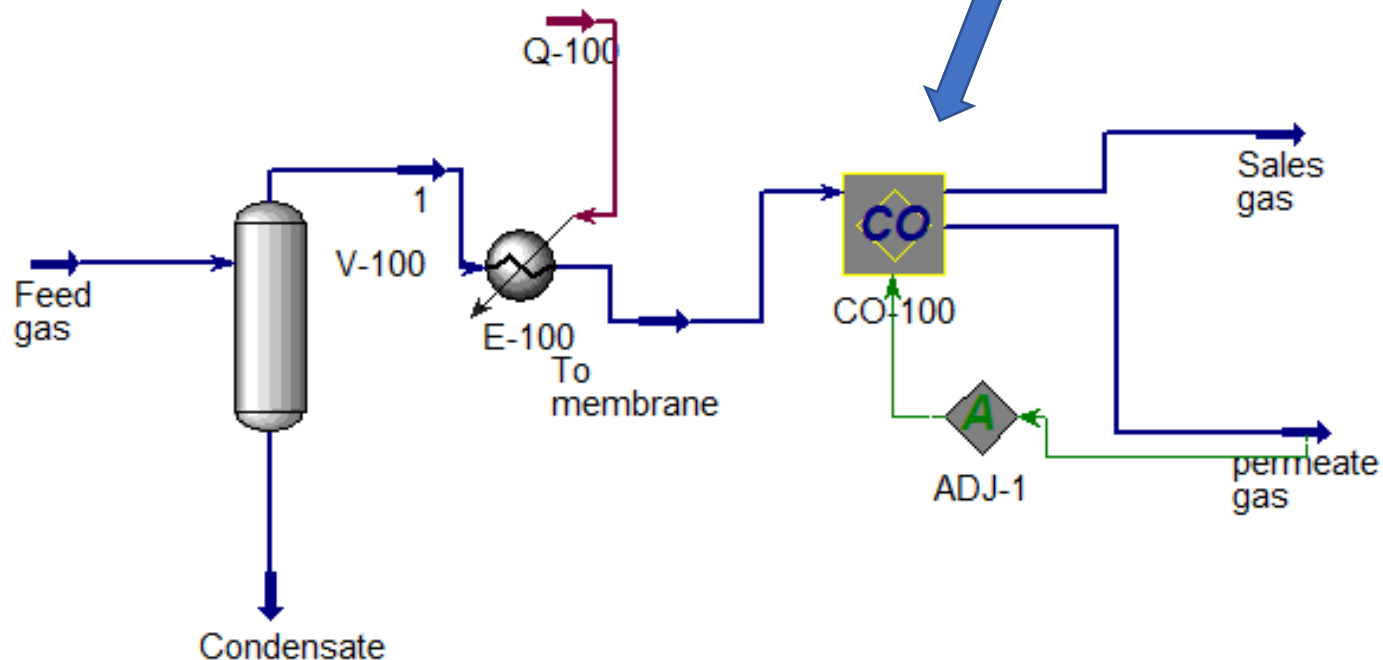 Q-100
Sales
gas
1
CO
V-100
Feed
gas
CO-100
E-100
To
membrane
A
ADJ-1
permeate
gas
Condensate